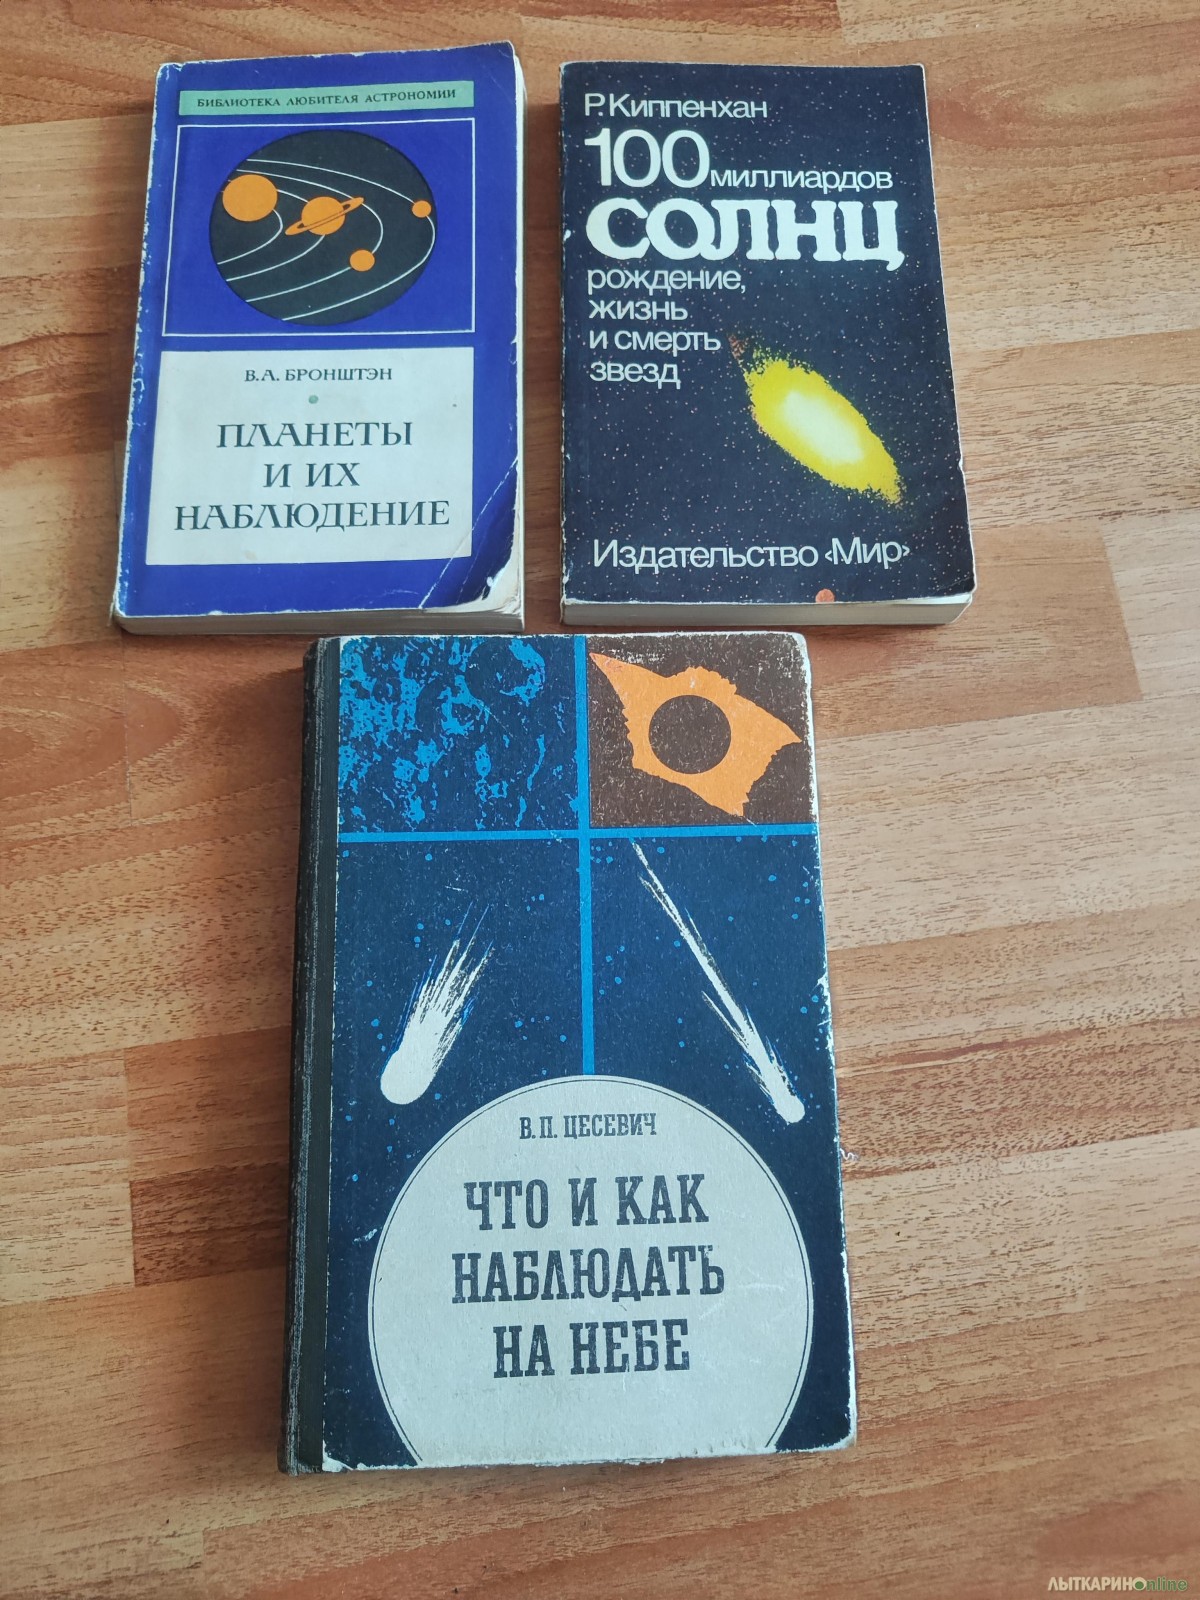 БИБЛИОТЕКА ЛЮБИТЕЛЯ АСТРОНОМИИ
В.А. БРОНШТЭН
ПЛАНЕТЫ
И ИХ
НАБЛЮДЕНИЕ
Р. Киппенхан
100 миллиардов
СОЛНЦ
рождение,
жизнь
и смерть
звезд
Издательство ‹Мир›
В. П. ЦЕСЕВИЧ
ЧТО И КАК
НАБЛЮДАТЬ
НА НЕБЕ
ЛЫТКАРИНОonline